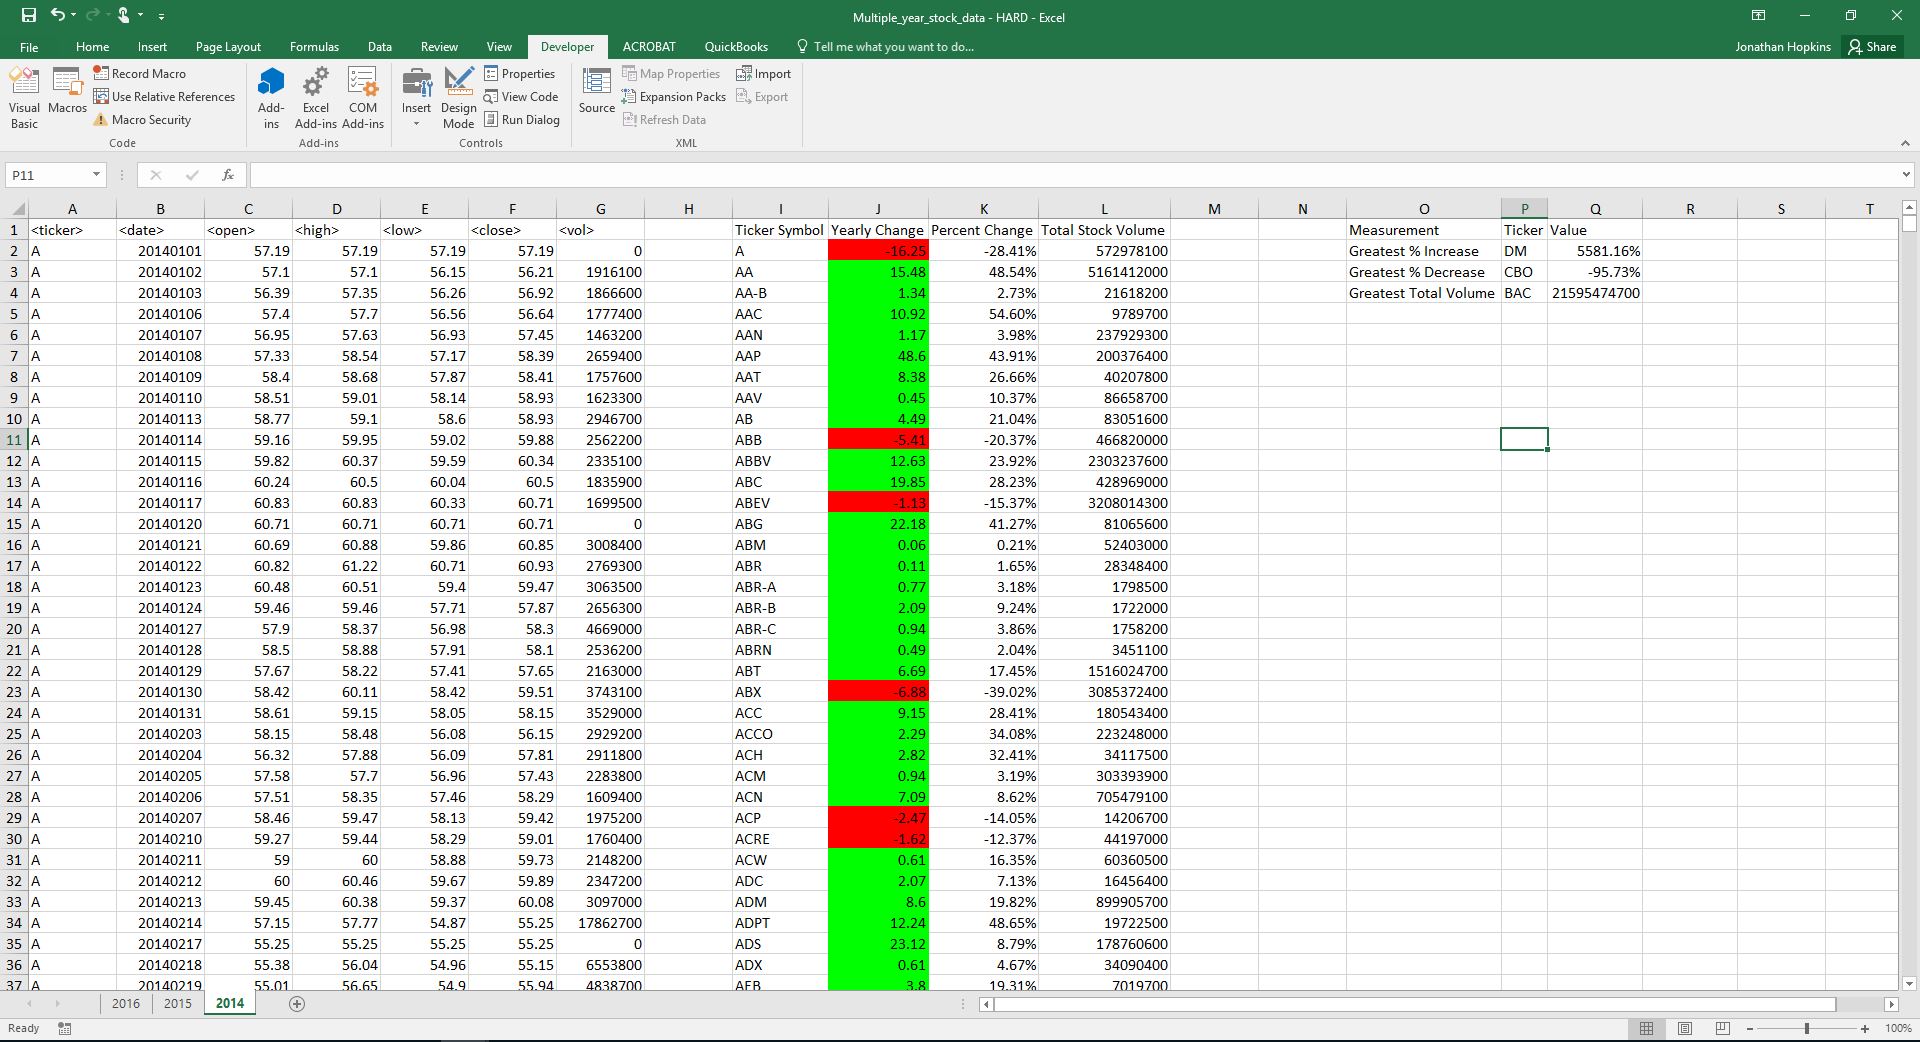 Multiple_year_stock_data - HARD - Excel
File Home Insert Page Layout Formulas Data Review View Developer ACROBAT QuickBooks Tell me what you want to do... Jonathan Hopkins Share
Visual Basic
Macros
Record Macro
Use Relative References
Macro Security
Code
Add-ins
Excel Add-ins
COM Add-ins
Add-ins
Insert
Design Mode
Properties
View Code
Run Dialog
Controls
Source
Map Properties
Expansion Packs
Refresh Data
Import
Export
XML
P11 fx
A B C D E F G H I J K L M N O P Q R S T
1 <ticker> <date> <open> <high> <low> <close> <vol> Ticker Symbol Yearly Change Percent Change Total Stock Volume Measurement Ticker Value
2 A 20140101 57.19 57.19 57.19 57.19 0 A -16.25 -28.41% 572978100 Greatest % Increase DM 5581.16%
3 A 20140102 57.1 57.1 56.15 56.21 1916100 AA 15.48 48.54% 5161412000 Greatest % Decrease CBO -95.73%
4 A 20140103 56.39 57.35 56.26 56.92 1866600 AA-B 1.34 2.73% 21618200 Greatest Total Volume BAC 21595474700
5 A 20140106 57.4 57.7 56.56 56.64 1777400 AAC 10.92 54.60% 9789700
6 A 20140107 56.95 57.63 56.93 57.45 1463200 AAN 1.17 3.98% 237929300
7 A 20140108 57.33 58.54 57.17 58.39 2659400 AAP 48.6 43.91% 200376400
8 A 20140109 58.4 58.68 57.87 58.41 1757600 AAT 8.38 26.66% 40207800
9 A 20140110 58.51 59.01 58.14 58.93 1623300 AAV 0.45 10.37% 86658700
10 A 20140113 58.77 59.1 58.6 58.93 2946700 AB 4.49 21.04% 83051600
11 A 20140114 59.16 59.95 59.02 59.88 2562200 ABB -5.41 -20.37% 466820000
12 A 20140115 59.82 60.37 59.59 60.34 2335100 ABBV 12.63 23.92% 2303237600
13 A 20140116 60.24 60.5 60.04 60.5 1835900 ABC 19.85 28.23% 428969000
14 A 20140117 60.83 60.83 60.33 60.71 1699500 ABEV -1.13 -15.37% 3208014300
15 A 20140120 60.71 60.71 60.71 60.71 0 ABG 22.18 41.27% 81065600
16 A 20140121 60.69 60.88 59.86 60.85 3008400 ABM 0.06 0.21% 52403000
17 A 20140122 60.82 61.22 60.71 60.93 2769300 ABR 0.11 1.65% 28348400
18 A 20140123 60.48 60.51 59.4 59.47 3063500 ABR-A 0.77 3.18% 1798500
19 A 20140124 59.46 59.46 57.71 57.87 2656300 ABR-B 2.09 9.24% 1722000
20 A 20140127 57.9 58.37 56.98 58.3 4669000 ABR-C 0.94 3.86% 1758200
21 A 20140128 58.5 58.88 57.91 58.1 2536200 ABRN 0.49 2.04% 3451100
22 A 20140129 57.67 58.22 57.41 57.65 2163000 ABT 6.69 17.45% 1516024700
23 A 20140130 58.42 60.11 58.42 59.51 3743100 ABX -6.88 -39.02% 3085372400
24 A 20140131 58.61 59.15 58.05 58.15 3529000 ACC 9.15 28.41% 180543400
25 A 20140203 58.15 58.48 56.08 56.15 2929200 ACCO 2.29 34.08% 223248000
26 A 20140204 56.32 57.88 56.09 57.81 2911800 ACH 2.82 32.41% 34117500
27 A 20140205 57.58 57.7 56.96 57.43 2283800 ACM 0.94 3.19% 303393900
28 A 20140206 57.51 58.35 57.46 58.29 1609400 ACN 7.09 8.62% 705479100
29 A 20140207 58.46 59.47 58.13 59.42 1975200 ACP -2.47 -14.05% 14206700
30 A 20140210 59.27 59.44 58.29 59.01 1760400 ACRE -1.62 -12.37% 44197000
31 A 20140211 59 60 58.88 59.73 2148200 ACW 0.61 16.35% 60360500
32 A 20140212 60 60.46 59.67 59.89 2347200 ADC 2.07 7.13% 16456400
33 A 20140213 59.45 60.38 59.37 60.08 3097000 ADM 8.6 19.82% 899905700
34 A 20140214 57.15 57.77 54.87 55.25 17862700 ADPT 12.24 48.65% 19722500
35 A 20140217 55.25 55.25 55.25 55.25 0 ADS 23.12 8.79% 178760600
36 A 20140218 55.38 56.04 54.96 55.15 6553800 ADX 0.61 4.67% 34090400
37 A 20140219 55.01 56.65 54.9 55.94 4838700 AEB 3.8 19.31% 7019700
2016 2015 2014
Ready 100%